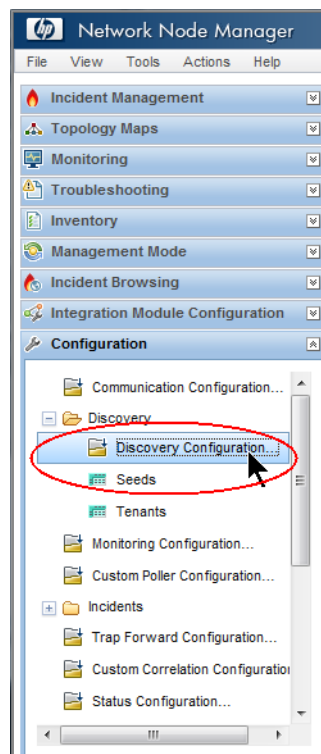 hp Network Node Manager
File View Tools Actions Help
Incident Management
Topology Maps
Monitoring
Troubleshooting
Inventory
Management Mode
Incident Browsing
Integration Module Configuration
Configuration
Communication Configuration...
Discovery
Discovery Configuration...
Seeds
Tenants
Monitoring Configuration...
Custom Poller Configuration...
Incidents
Trap Forward Configuration...
Custom Correlation Configuration
Status Configuration...